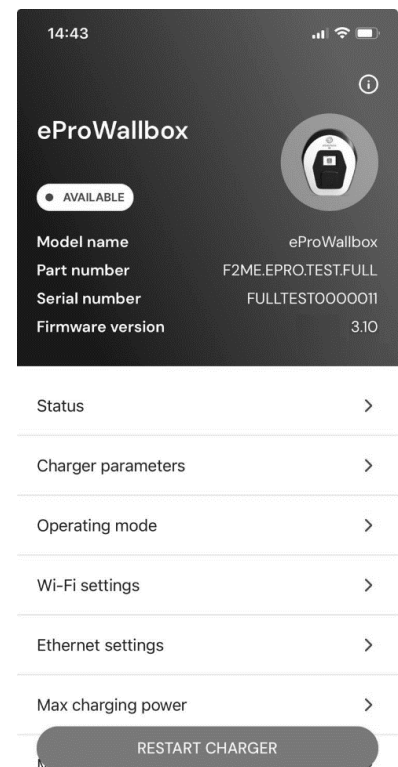 14:43
eProWallbox
AVAILABLE
Model name eProWallbox
Part number F2ME.EPRO.TEST.FULL
Serial number FULLTEST0000011
Firmware version 3.10
Status
Charger parameters
Operating mode
Wi-Fi settings
Ethernet settings
Max charging power
RESTART CHARGER